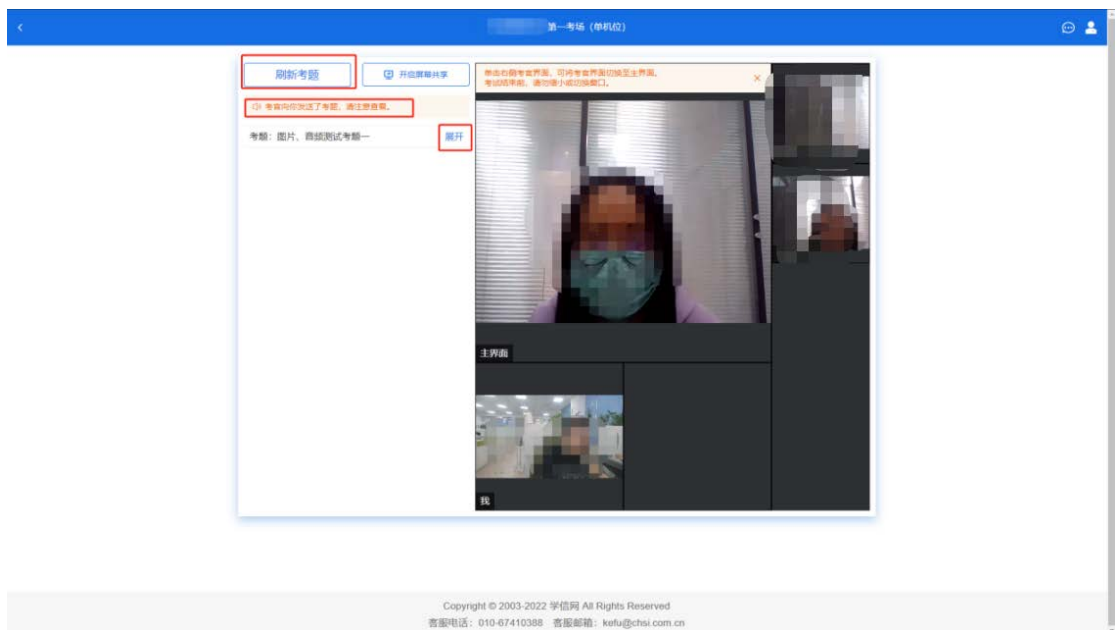 第一考场（单机位）
刷新考题
开启屏幕共享
单击右侧考官界面，可将考官界面切换至主界面。
考试结束前，请勿缩小或切换窗口。
考官向你发送了考题，请注意查看。
考题：图片、音频测试考题一
展开
主界面
我
Copyright © 2003-2022 学信网 All Rights Reserved
客服电话：010-67410388 客服邮箱：kefu@chsi.com.cn